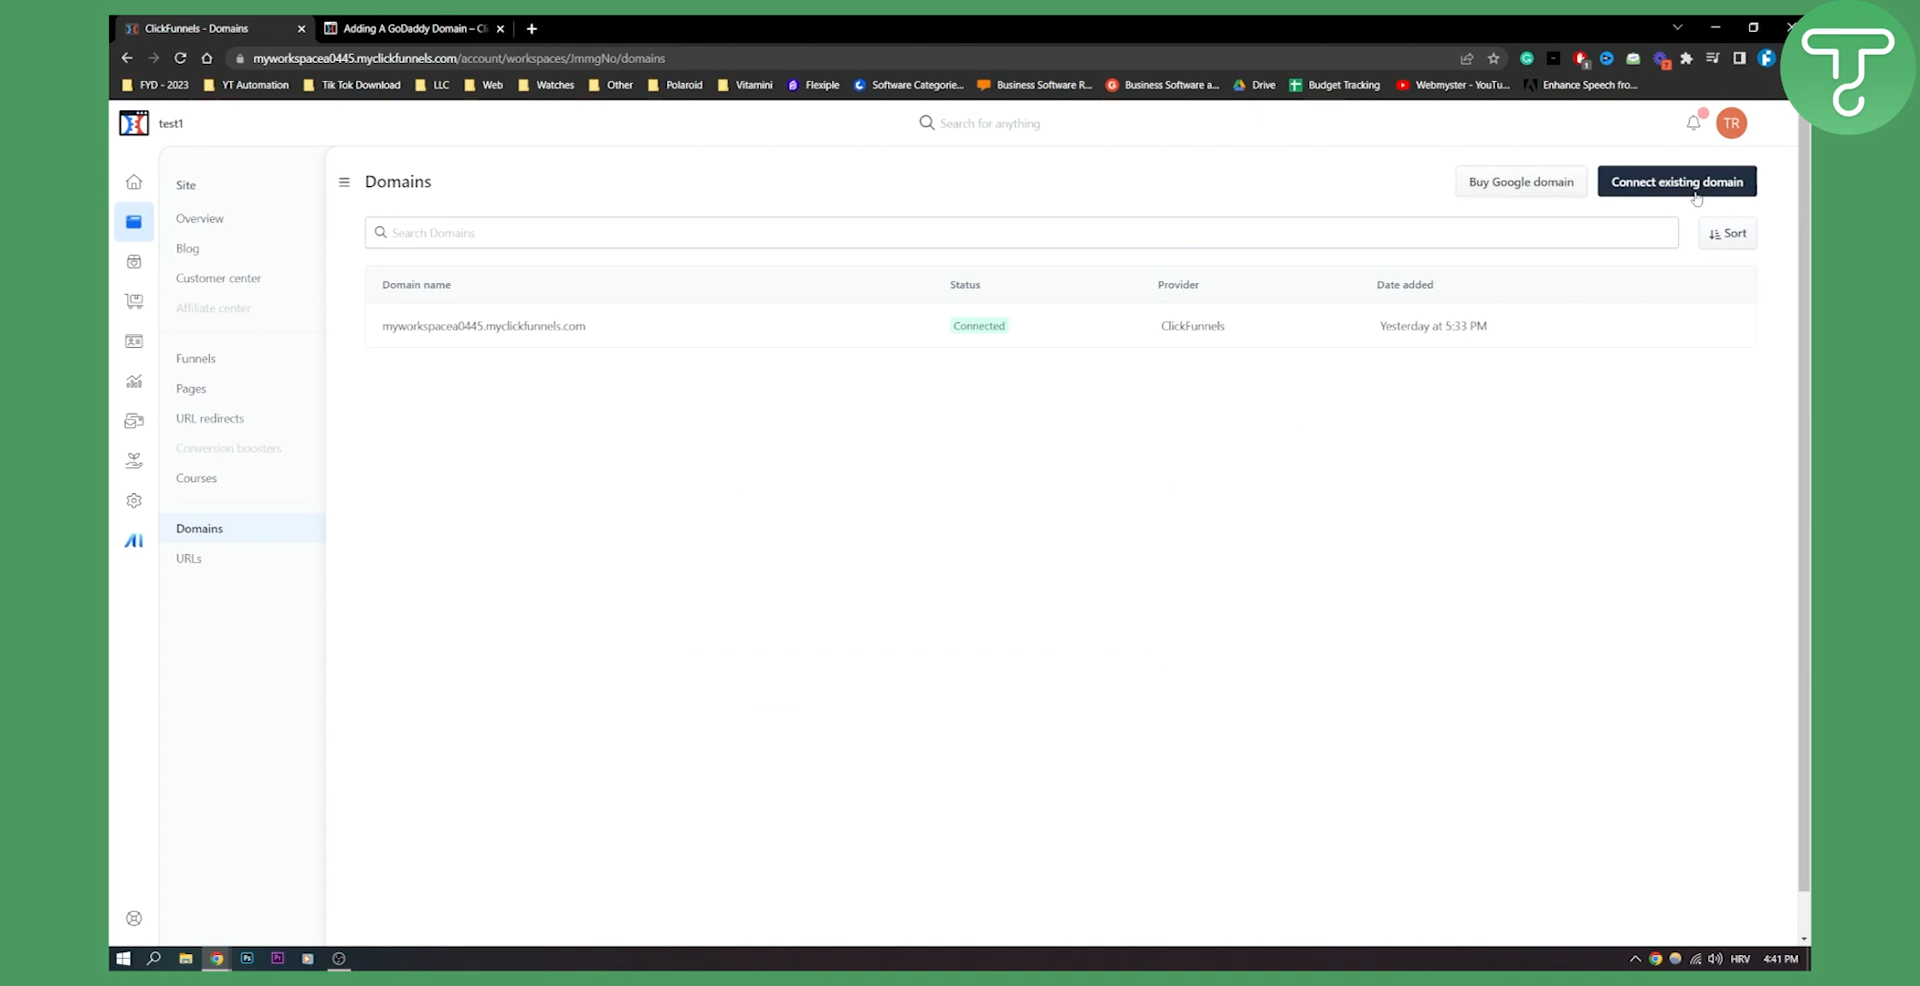 ClickFunnels - Domains
Adding A GoDaddy Domain – Cli
myworkspacea0445.myclickfunnels.com/account/workspaces/JmmgNo/domains
FYD - 2023 YT Automation Tik Tok Download LLC Web Watches Other Polaroid Vitamini Flexiple Software Categorie... Business Software R... Business Software a... Drive Budget Tracking Webmyster - YouTu... Enhance Speech fro...
test1
Search for anything
TR
Site
Overview
Blog
Customer center
Affiliate center
Funnels
Pages
URL redirects
Conversion boosters
Courses
Domains
URLs
AI
Domains
Buy Google domain
Connect existing domain
Search Domains
Sort
Domain name Status Provider Date added
myworkspacea0445.myclickfunnels.com Connected ClickFunnels Yesterday at 5:33 PM
Ps
Pr
HRV
4:41 PM